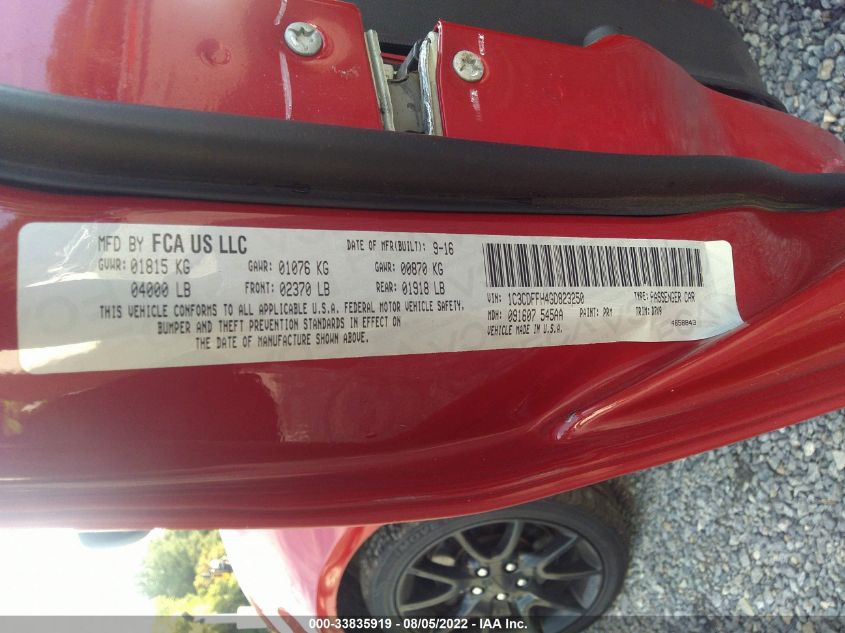 MFD BY FCA US LLC DATE OF MFR(BUILT): 9-16
GVWR: 01815 KG GAWR: 01076 KG GAWR: 00870 KG
04000 LB FRONT: 02370 LB REAR: 01918 LB
THIS VEHICLE CONFORMS TO ALL APPLICABLE U.S.A. FEDERAL MOTOR VEHICLE SAFETY,
BUMPER AND THEFT PREVENTION STANDARDS IN EFFECT ON
THE DATE OF MANUFACTURE SHOWN ABOVE.
VIN: 1C3CDFFH4GD823250 TYPE: PASSENGER CAR
MDH: 091607 545AA PAINT: PRM TRIM: D7V9
VEHICLE MADE IN U.S.A. 4658843
000-33835919 - 08/05/2022 - IAA Inc.